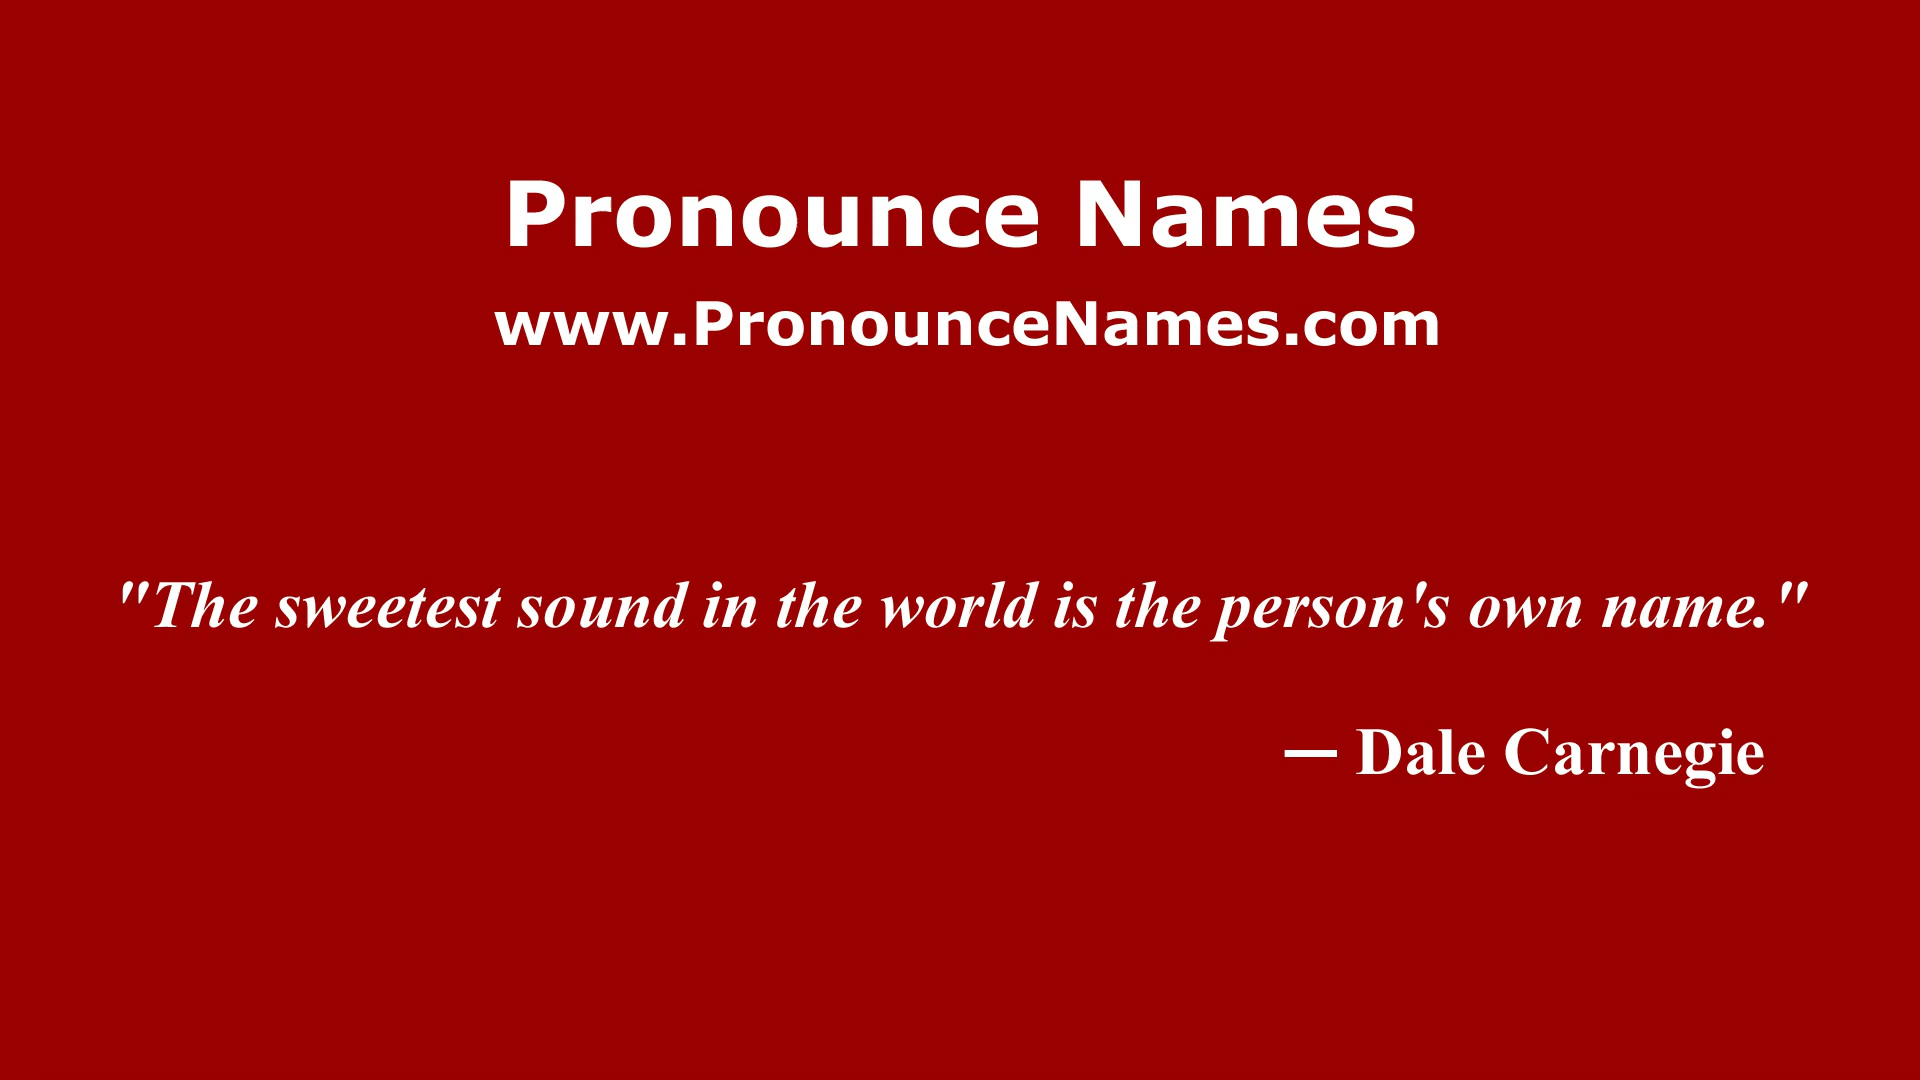 Pronounce Names
www.PronounceNames.com
"The sweetest sound in the world is the person's own name."
— Dale Carnegie